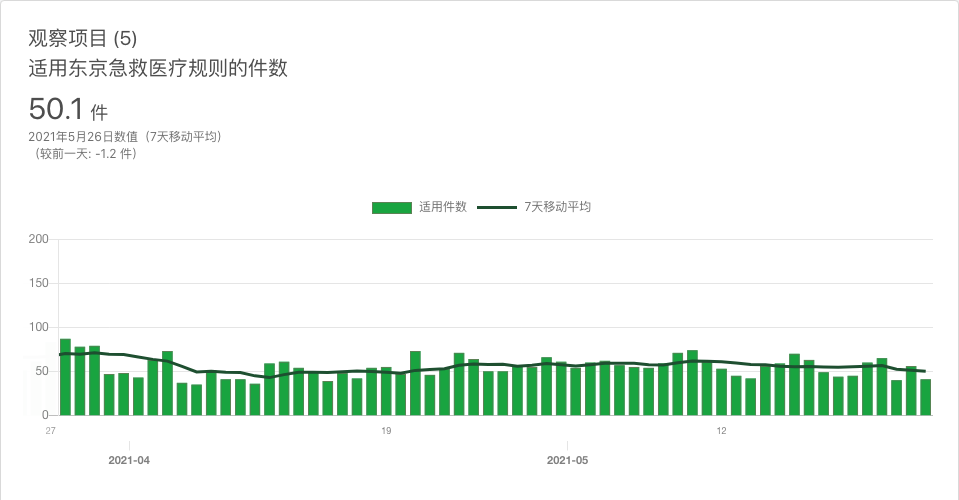 观察项目 (5)
适用东京急救医疗规则的件数
50.1 件
2021年5月26日数值（7天移动平均）
（较前一天: -1.2 件）
适用件数 7天移动平均
200
150
100
50
0
27 19 12
2021-04 2021-05